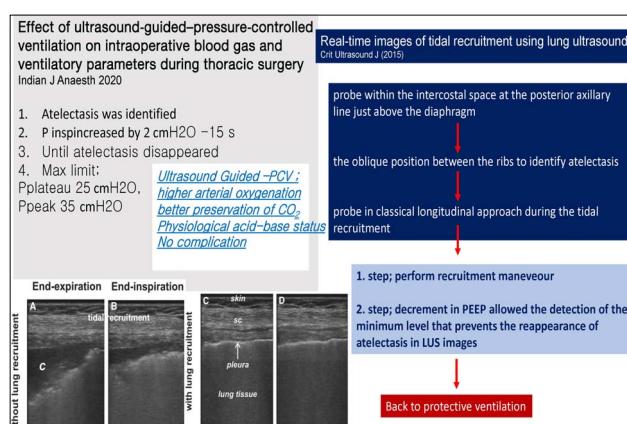 Effect of ultrasound-guided–pressure-controlled
ventilation on intraoperative blood gas and
ventilatory parameters during thoracic surgery
Indian J Anaesth 2020
1. Atelectasis was identified
2. P inspincreased by 2 cmH2O –15 s
3. Until atelectasis disappeared
4. Max limit;
Pplateau 25 cmH2O,
Ppeak 35 cmH2O
Ultrasound Guided –PCV ;
higher arterial oxygenation
better preservation of CO2
Physiological acid–base status
No complication
End-expiration
End-inspiration
A
B
tidal recruitment
C
hout lung recruitment
with lung recruitment
C
D
skin
sc
pleura
lung tissue
Real-time images of tidal recruitment using lung ultrasound
Crit Ultrasound J (2015)
probe within the intercostal space at the posterior axillary
line just above the diaphragm
the oblique position between the ribs to identify atelectasis
probe in classical longitudinal approach during the tidal
recruitment
1. step; perform recruitment maneveour
2. step; decrement in PEEP allowed the detection of the
minimum level that prevents the reappearance of
atelectasis in LUS images
Back to protective ventilation